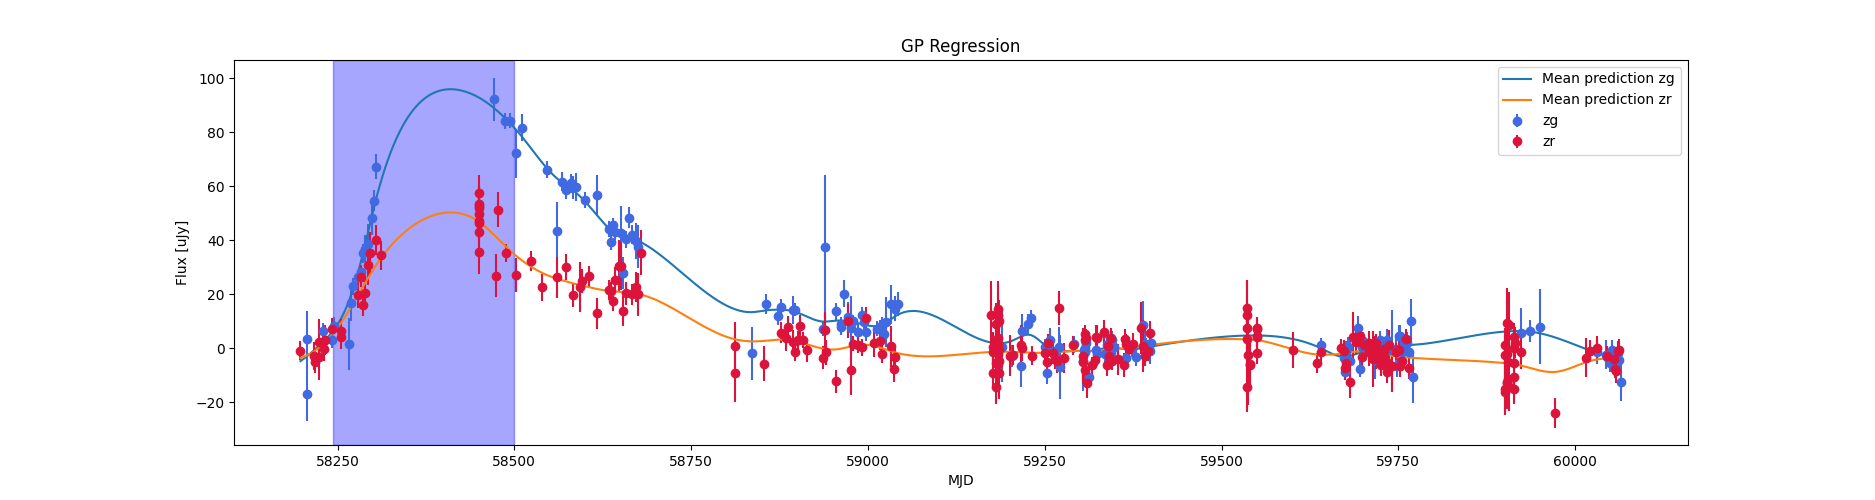 GP Regression
Mean prediction zg
Mean prediction zr
zg
zr
Flux [uJy]
100
80
60
40
20
0
−20
58250 58500 58750 59000 59250 59500 59750 60000
MJD